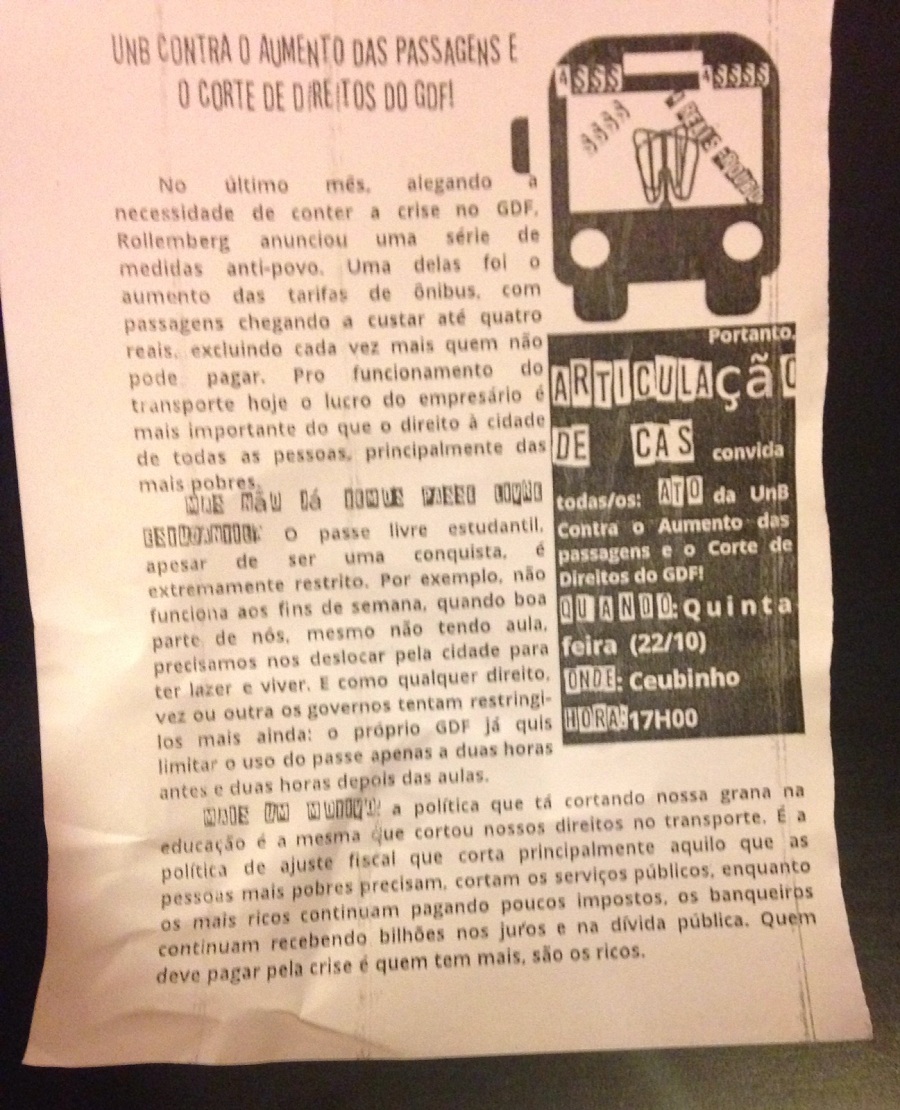 UNB CONTRA O AUMENTO DAS PASSAGENS E
O CORTE DE DIREITOS DO GDF!
No último mês, alegando a
necessidade de conter a crise no GDF,
Rollemberg anunciou uma série de
medidas anti-povo. Uma delas foi o
aumento das tarifas de ônibus, com
passagens chegando a custar até quatro
reais, excluindo cada vez mais quem não
pode pagar. Pro funcionamento do
transporte hoje o lucro do empresário é
mais importante do que o direito à cidade
de todas as pessoas, principalmente das
mais pobres.
MAS NÃO JÁ TEMOS PASSE LIVRE
ESTUDANTIL? O passe livre estudantil,
apesar de ser uma conquista, é
extremamente restrito. Por exemplo, não
funciona aos fins de semana, quando boa
parte de nós, mesmo não tendo aula,
precisamos nos deslocar pela cidade para
ter lazer e viver. E como qualquer direito,
vez ou outra os governos tentam restringi-
los mais ainda: o próprio GDF já quis
limitar o uso do passe apenas a duas horas
antes e duas horas depois das aulas.
MAIS UM MOTIVO: a política que tá cortando nossa grana na
educação é a mesma que cortou nossos direitos no transporte. É a
política de ajuste fiscal que corta principalmente aquilo que as
pessoas mais pobres precisam, cortam os serviços públicos, enquanto
os mais ricos continuam pagando poucos impostos, os banqueiros
continuam recebendo bilhões nos juros e na dívida pública. Quem
deve pagar pela crise é quem tem mais, são os ricos.
4$$$ 4$$$$
$$$$
Portanto,
ARTICULAÇÃO
DE CAS convida
todas/os: ATO da UnB
Contra o Aumento das
passagens e o Corte de
Direitos do GDF!
QUANDO: Quinta
feira (22/10)
ONDE: Ceubinho
HORA: 17H00